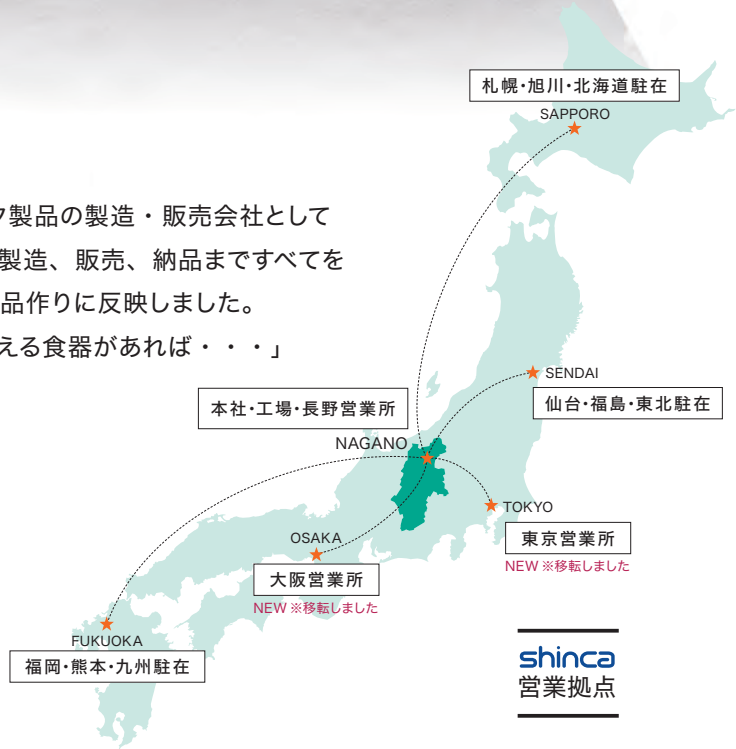 札幌・旭川・北海道駐在
SAPPORO
製品の製造・販売会社として
製造、販売、納品まですべてを
品作りに反映しました。
える食器があれば・・・」
SENDAI
仙台・福島・東北駐在
本社・工場・長野営業所
NAGANO
TOKYO
東京営業所
NEW ※移転しました
OSAKA
大阪営業所
NEW ※移転しました
FUKUOKA
福岡・熊本・九州駐在
shinca
営業拠点